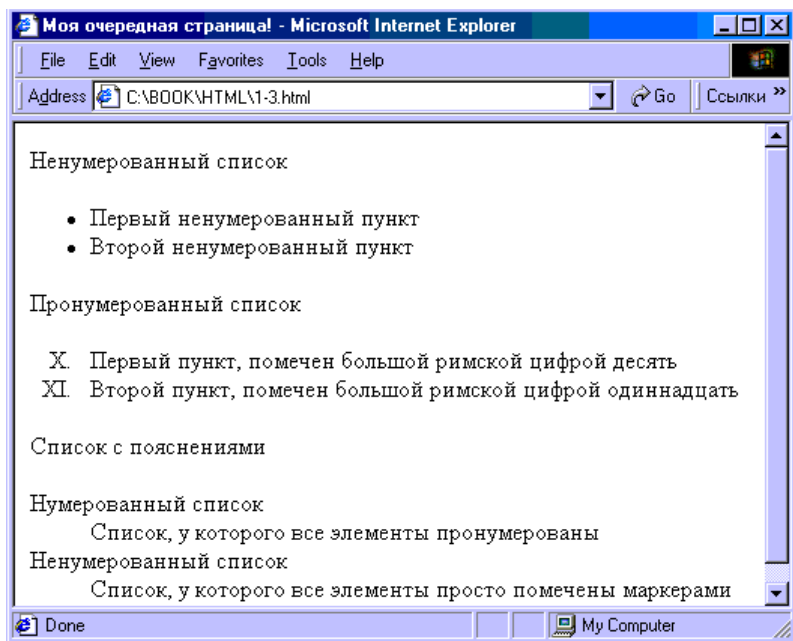 Моя очередная страница! - Microsoft Internet Explorer
File Edit View Favorites Tools Help
Address C:\BOOK\HTML\1-3.html Go Ссылки »
Ненумерованный список
• Первый ненумерованный пункт
• Второй ненумерованный пункт
Пронумерованный список
X. Первый пункт, помечен большой римской цифрой десять
XI. Второй пункт, помечен большой римской цифрой одиннадцать
Список с пояснениями
Нумерованный список
Список, у которого все элементы пронумерованы
Ненумерованный список
Список, у которого все элементы просто помечены маркерами
Done My Computer